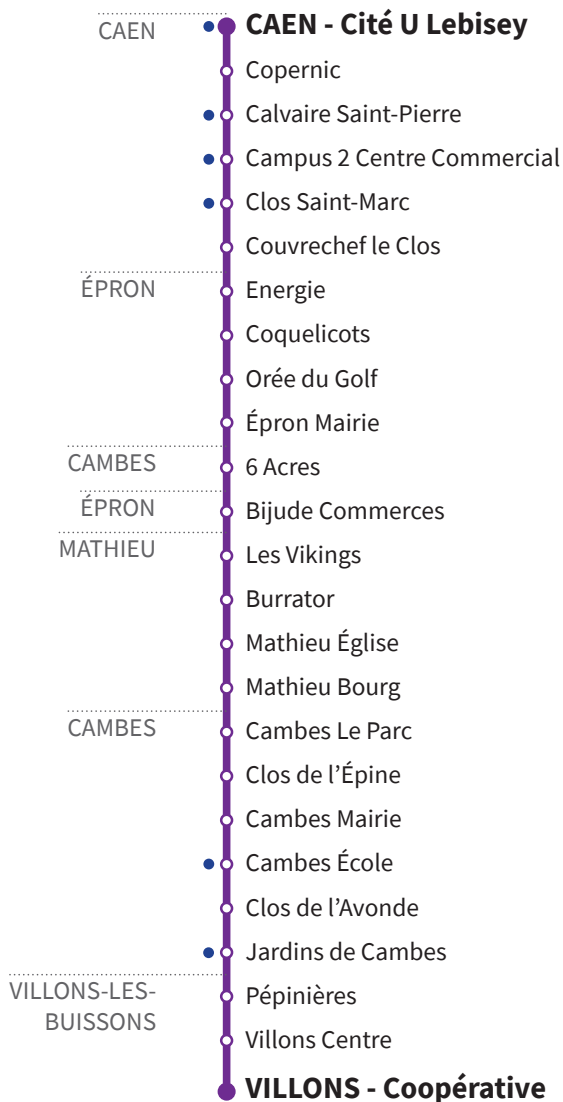 CAEN
CAEN - Cité U Lebisey
Copernic
Calvaire Saint-Pierre
Campus 2 Centre Commercial
Clos Saint-Marc
Couvrechef le Clos
ÉPRON
Energie
Coquelicots
Orée du Golf
Épron Mairie
CAMBES
6 Acres
ÉPRON
Bijude Commerces
MATHIEU
Les Vikings
Burrator
Mathieu Église
Mathieu Bourg
CAMBES
Cambes Le Parc
Clos de l’Épine
Cambes Mairie
Cambes École
Clos de l’Avonde
Jardins de Cambes
VILLONS-LES-
BUISSONS
Pépinières
Villons Centre
VILLONS - Coopérative